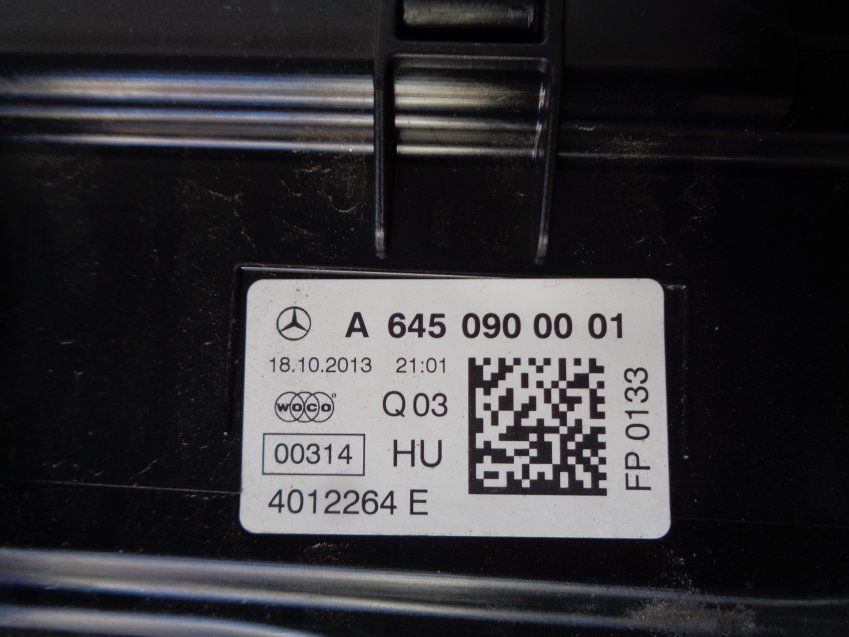 A 645 090 00 01
18.10.2013 21:01
WOCO Q 03
00314 HU
4012264 E
FP 0133